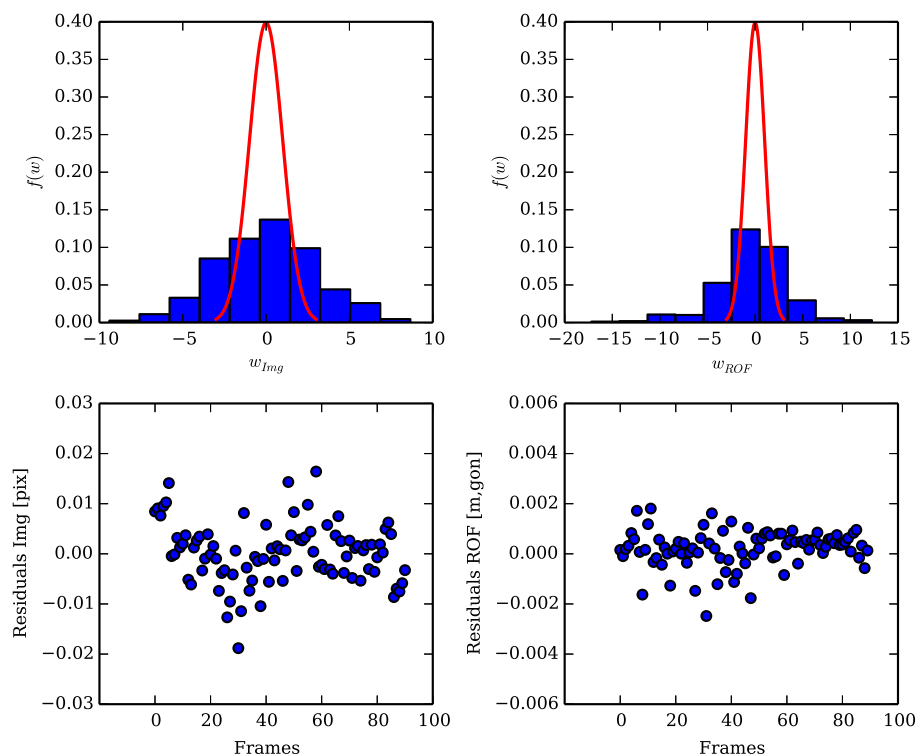 0.40
0.35
0.30
0.25
0.20
0.15
0.10
0.05
0.00
f(w)
−10 −5 0 5 10
w_Img
0.40
0.35
0.30
0.25
0.20
0.15
0.10
0.05
0.00
f(w)
−20 −15 −10 −5 0 5 10 15
w_ROF
0.03
0.02
0.01
0.00
−0.01
−0.02
−0.03
Residuals Img [pix]
0 20 40 60 80 100
Frames
0.006
0.004
0.002
0.000
−0.002
−0.004
−0.006
Residuals ROF [m,gon]
0 20 40 60 80 100
Frames